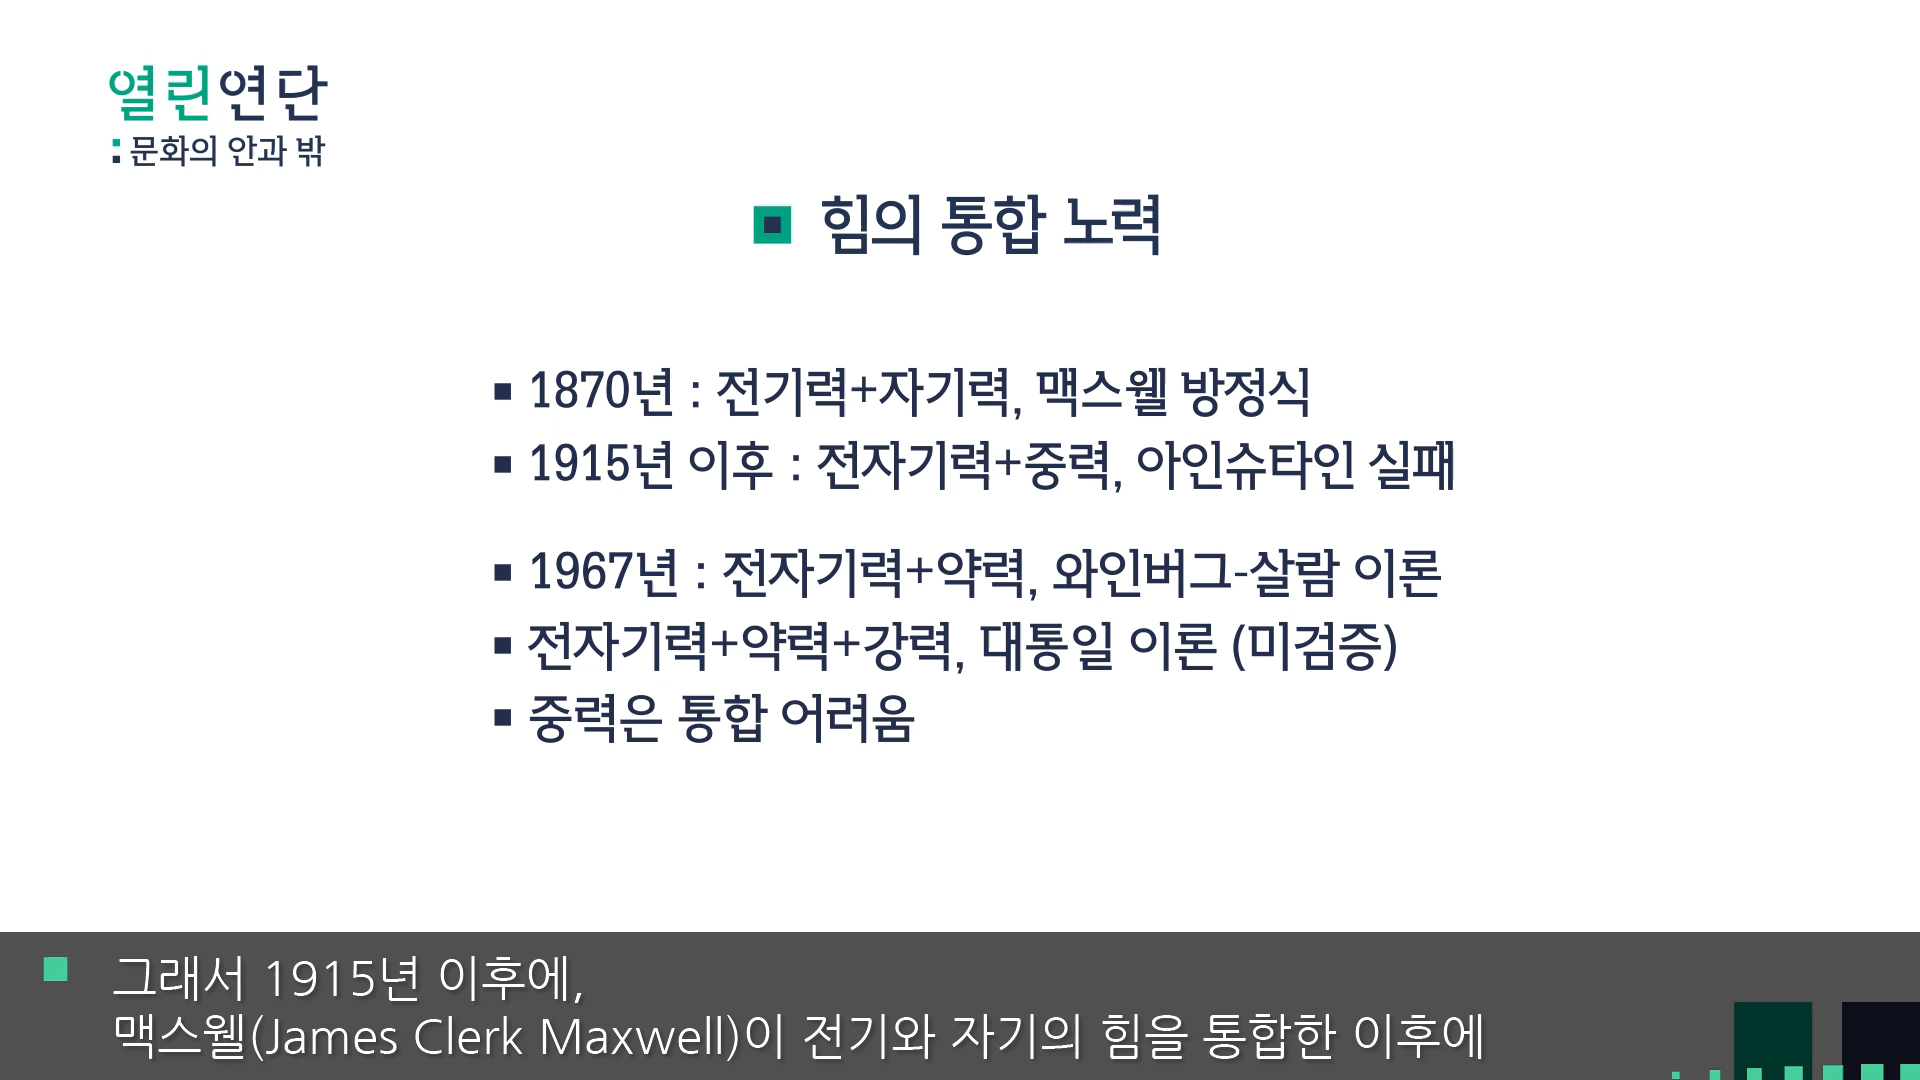 열린연단
: 문화의 안과 밖
힘의 통합 노력
1870년 : 전기력+자기력, 맥스웰 방정식
1915년 이후 : 전자기력+중력, 아인슈타인 실패
1967년 : 전자기력+약력, 와인버그-살람 이론
전자기력+약력+강력, 대통일 이론 (미검증)
중력은 통합 어려움
그래서 1915년 이후에,
맥스웰(James Clerk Maxwell)이 전기와 자기의 힘을 통합한 이후에